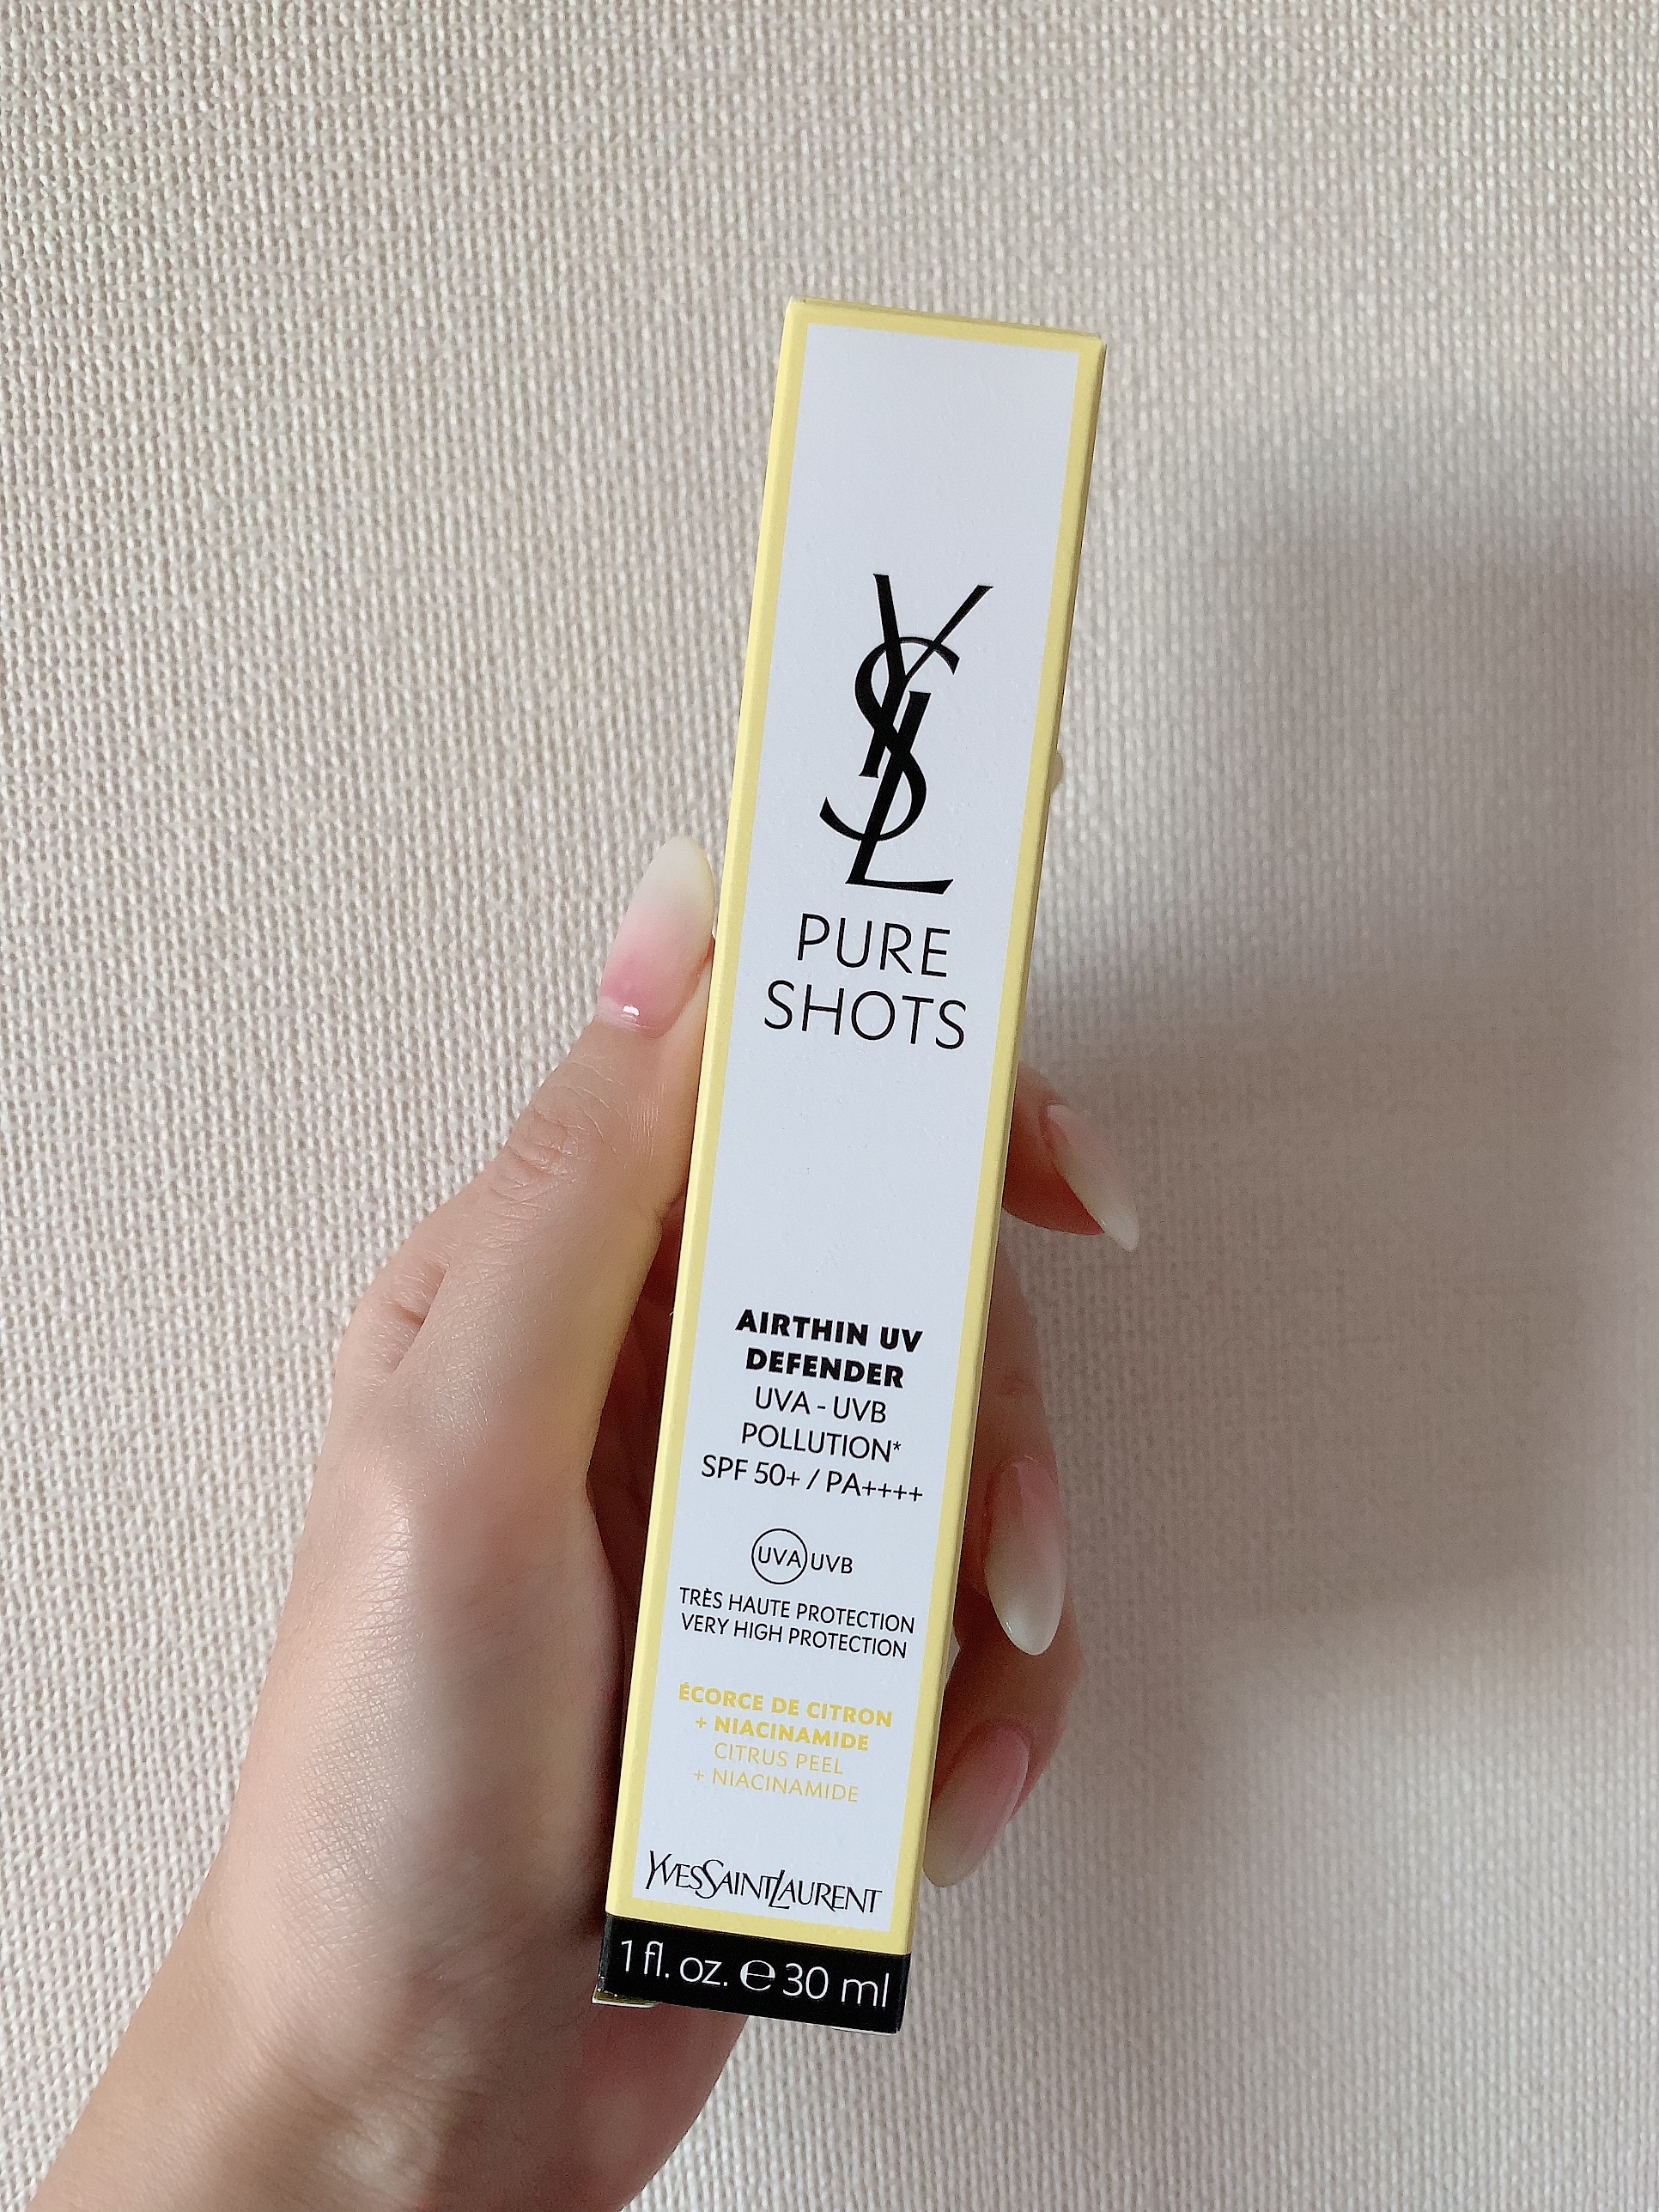 YSL
PURE
SHOTS
AIRTHIN UV
DEFENDER
UVA - UVB
POLLUTION*
SPF 50+ / PA++++
UVA UVB
TRÈS HAUTE PROTECTION
VERY HIGH PROTECTION
ÉCORCE DE CITRON
+ NIACINAMIDE
CITRUS PEEL
+ NIACINAMIDE
YVESSAINTLAURENT
1 fl. oz. ℮ 30 ml